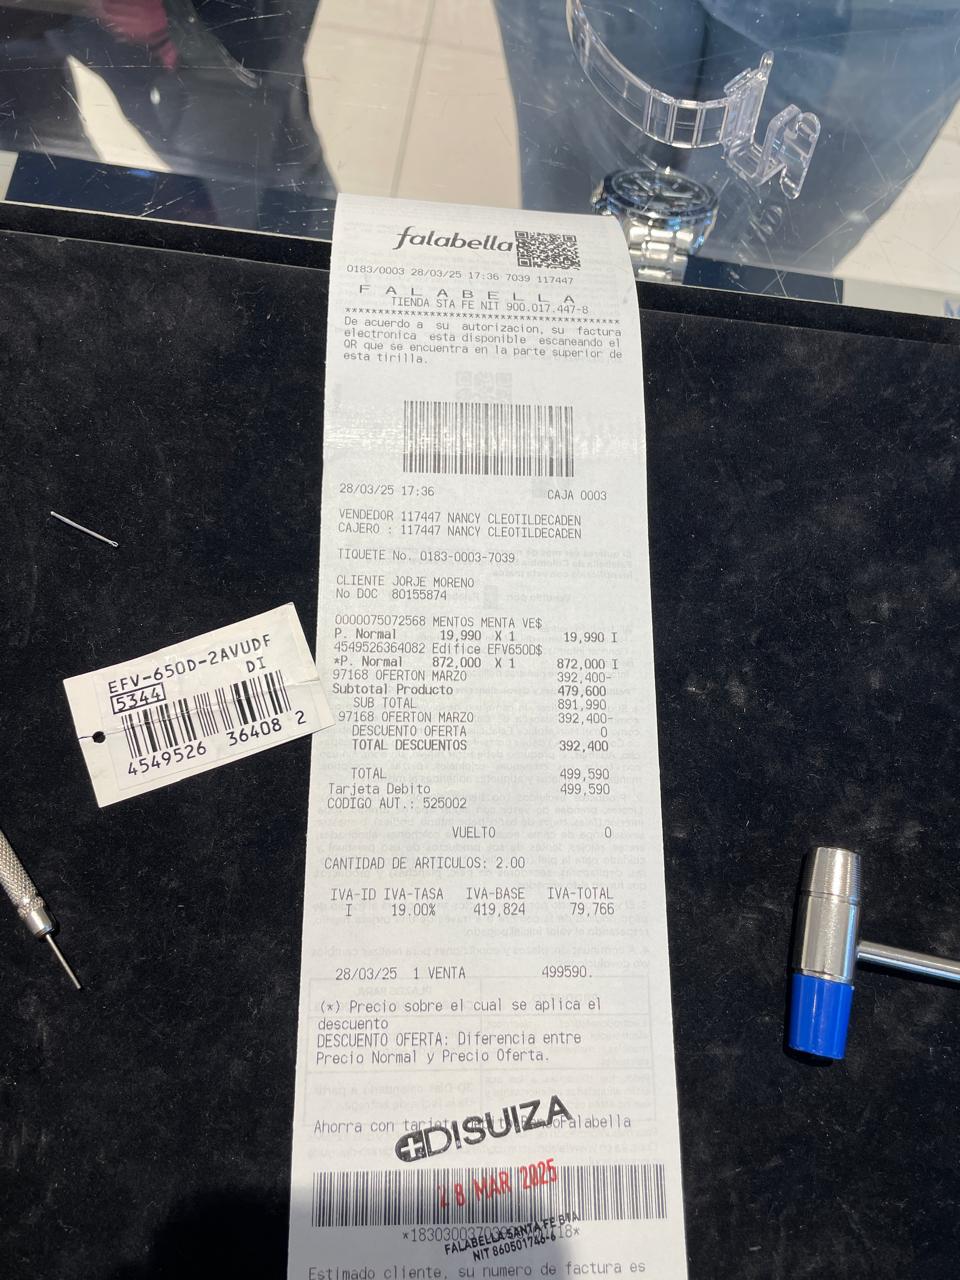 falabella
0183/0003 28/03/25 17:36 7039 117447
F A L A B E L L A
TIENDA STA FE NIT 900.017.447-8
De acuerdo a su autorizacion, su factura
electronica esta disponible escaneando el
QR que se encuentra en la parte superior de
esta tirilla.
28/03/25 17:36 CAJA 0003
VENDEDOR 117447 NANCY CLEOTILDECADEN
CAJERO : 117447 NANCY CLEOTILDECADEN
TIQUETE No. 0183-0003-7039
CLIENTE JORJE MORENO
No DOC 80155874
0000075072568 MENTOS MENTA VE$
P. Normal 19,990 X 1 19,990 I
4549526364082 Edifice EFV650D$
*P. Normal 872,000 X 1 872,000 I
97168 OFERTON MARZO 392,400-
Subtotal Producto 479,600
SUB TOTAL 891,990
97168 OFERTON MARZO 392,400-
DESCUENTO OFERTA 0
TOTAL DESCUENTOS 392,400
TOTAL 499,590
Tarjeta Debito 499,590
CODIGO AUT.: 525002
VUELTO 0
CANTIDAD DE ARTICULOS: 2.00
IVA-ID IVA-TASA IVA-BASE IVA-TOTAL
I 19.00% 419,824 79,766
28/03/25 1 VENTA 499590.
(*) Precio sobre el cual se aplica el
descuento
DESCUENTO OFERTA: Diferencia entre
Precio Normal y Precio Oferta.
Ahorra con tarjeta BancoFalabella
DISUIZA
28 MAR 2025
FALABELLA SANTA FE BTA
NIT 860501746-6
Estimado cliente, su numero de factura es
EFV-650D-2AVUDF
DI
5344
4549526 36408 2